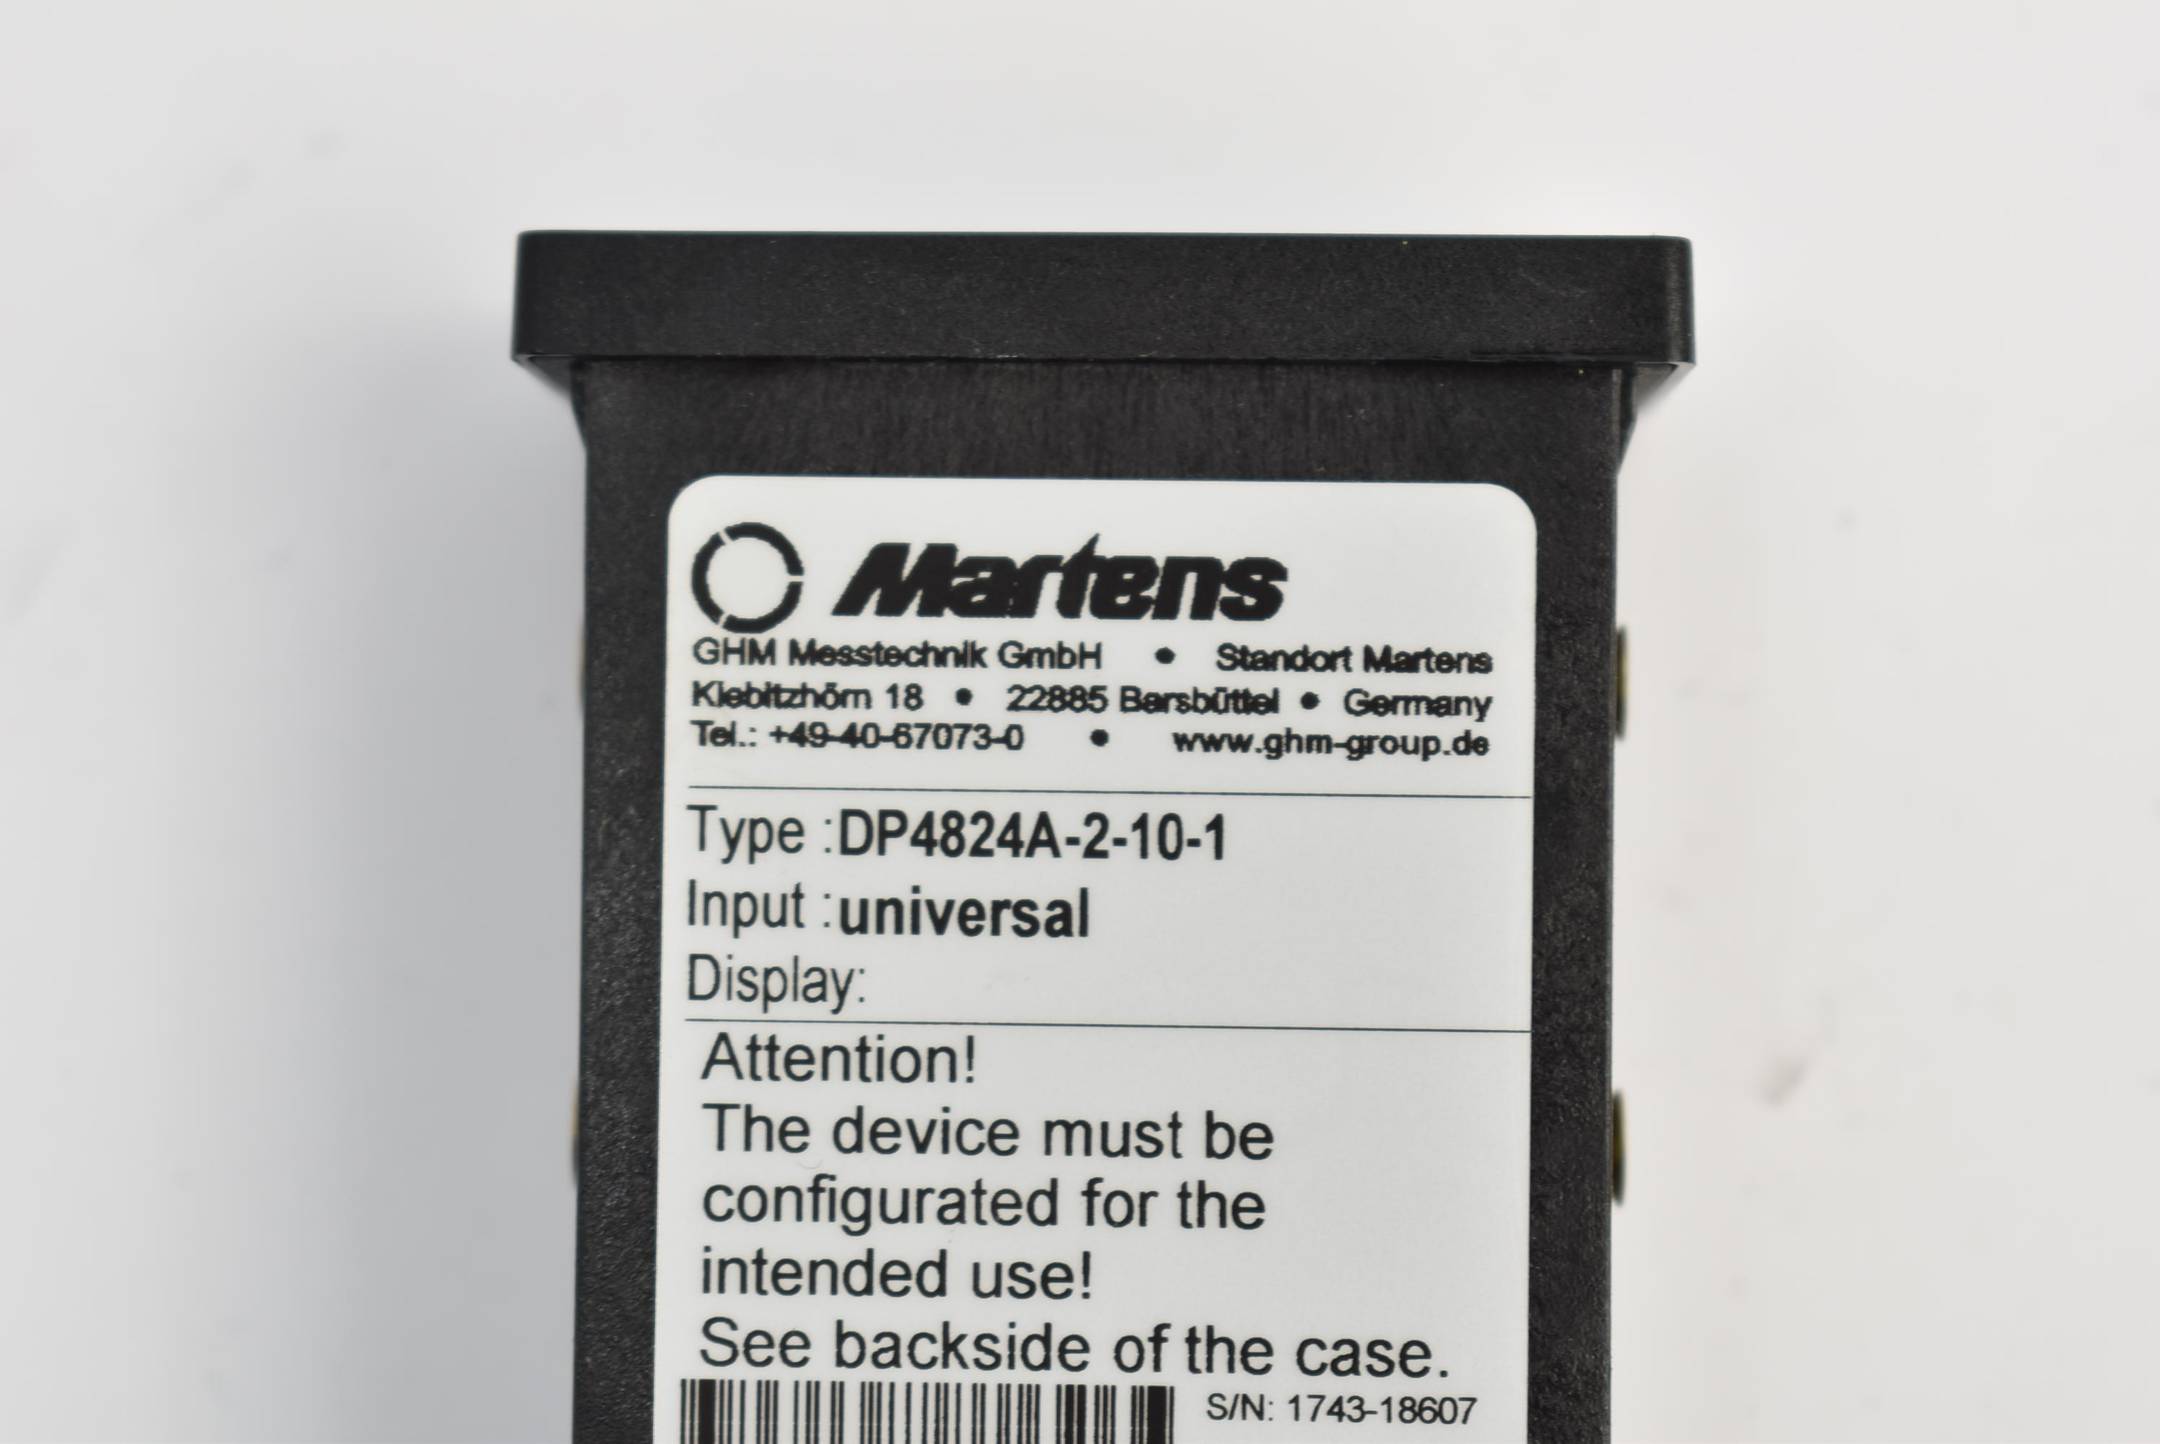 Martens
GHM Messtechnik GmbH • Standort Martens
Kiebitzhörn 18 • 22885 Barsbüttel • Germany
Tel.: +49-40-67073-0 • www.ghm-group.de
Type :DP4824A-2-10-1
Input :universal
Display:
Attention!
The device must be
configurated for the
intended use!
See backside of the case.
S/N: 1743-18607